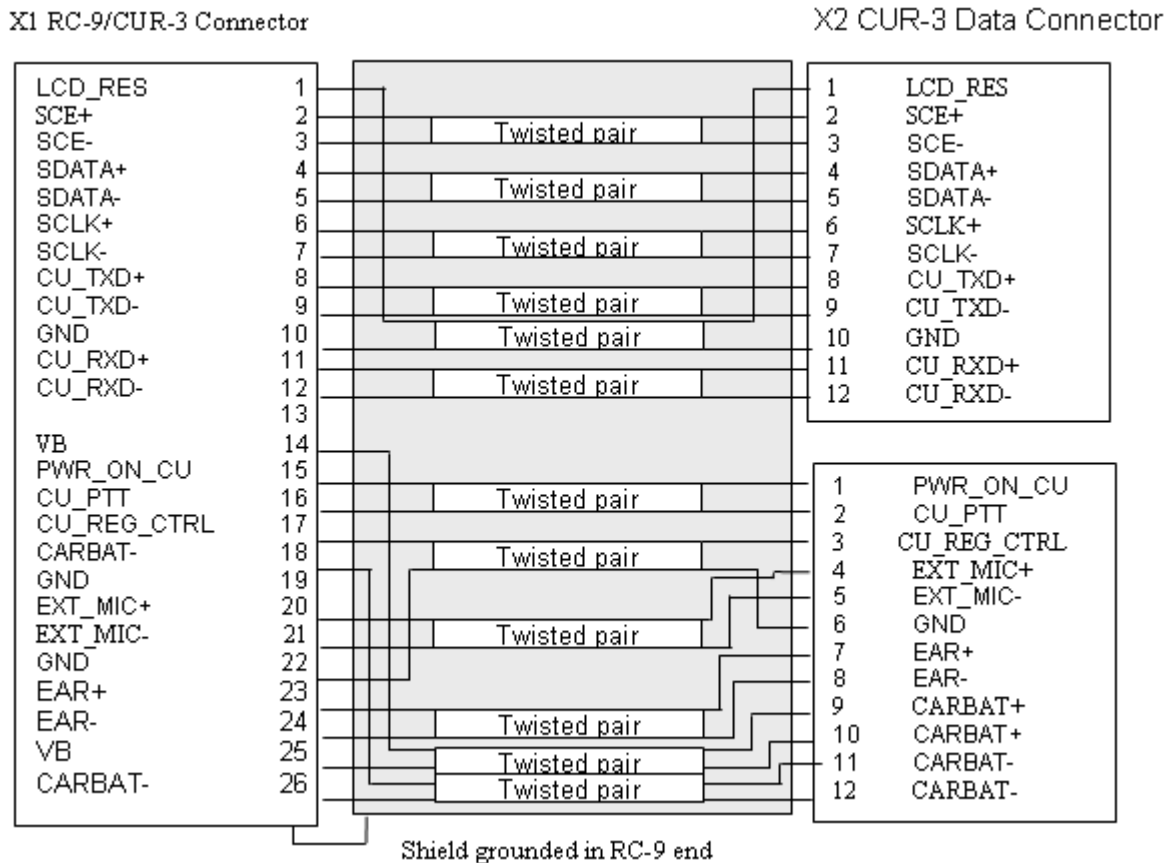 X1 RC-9/CUR-3 Connector
X2 CUR-3 Data Connector
LCD_RES 1
SCE+ 2
SCE- 3
SDATA+ 4
SDATA- 5
SCLK+ 6
SCLK- 7
CU_TXD+ 8
CU_TXD- 9
GND 10
CU_RXD+ 11
CU_RXD- 12
13
VB 14
PWR_ON_CU 15
CU_PTT 16
CU_REG_CTRL 17
CARBAT- 18
GND 19
EXT_MIC+ 20
EXT_MIC- 21
GND 22
EAR+ 23
EAR- 24
VB 25
CARBAT- 26
Twisted pair
Twisted pair
Twisted pair
Twisted pair
Twisted pair
Twisted pair
Twisted pair
Twisted pair
Twisted pair
Twisted pair
Twisted pair
Twisted pair
1 LCD_RES
2 SCE+
3 SCE-
4 SDATA+
5 SDATA-
6 SCLK+
7 SCLK-
8 CU_TXD+
9 CU_TXD-
10 GND
11 CU_RXD+
12 CU_RXD-
1 PWR_ON_CU
2 CU_PTT
3 CU_REG_CTRL
4 EXT_MIC+
5 EXT_MIC-
6 GND
7 EAR+
8 EAR-
9 CARBAT+
10 CARBAT+
11 CARBAT-
12 CARBAT-
Shield grounded in RC-9 end